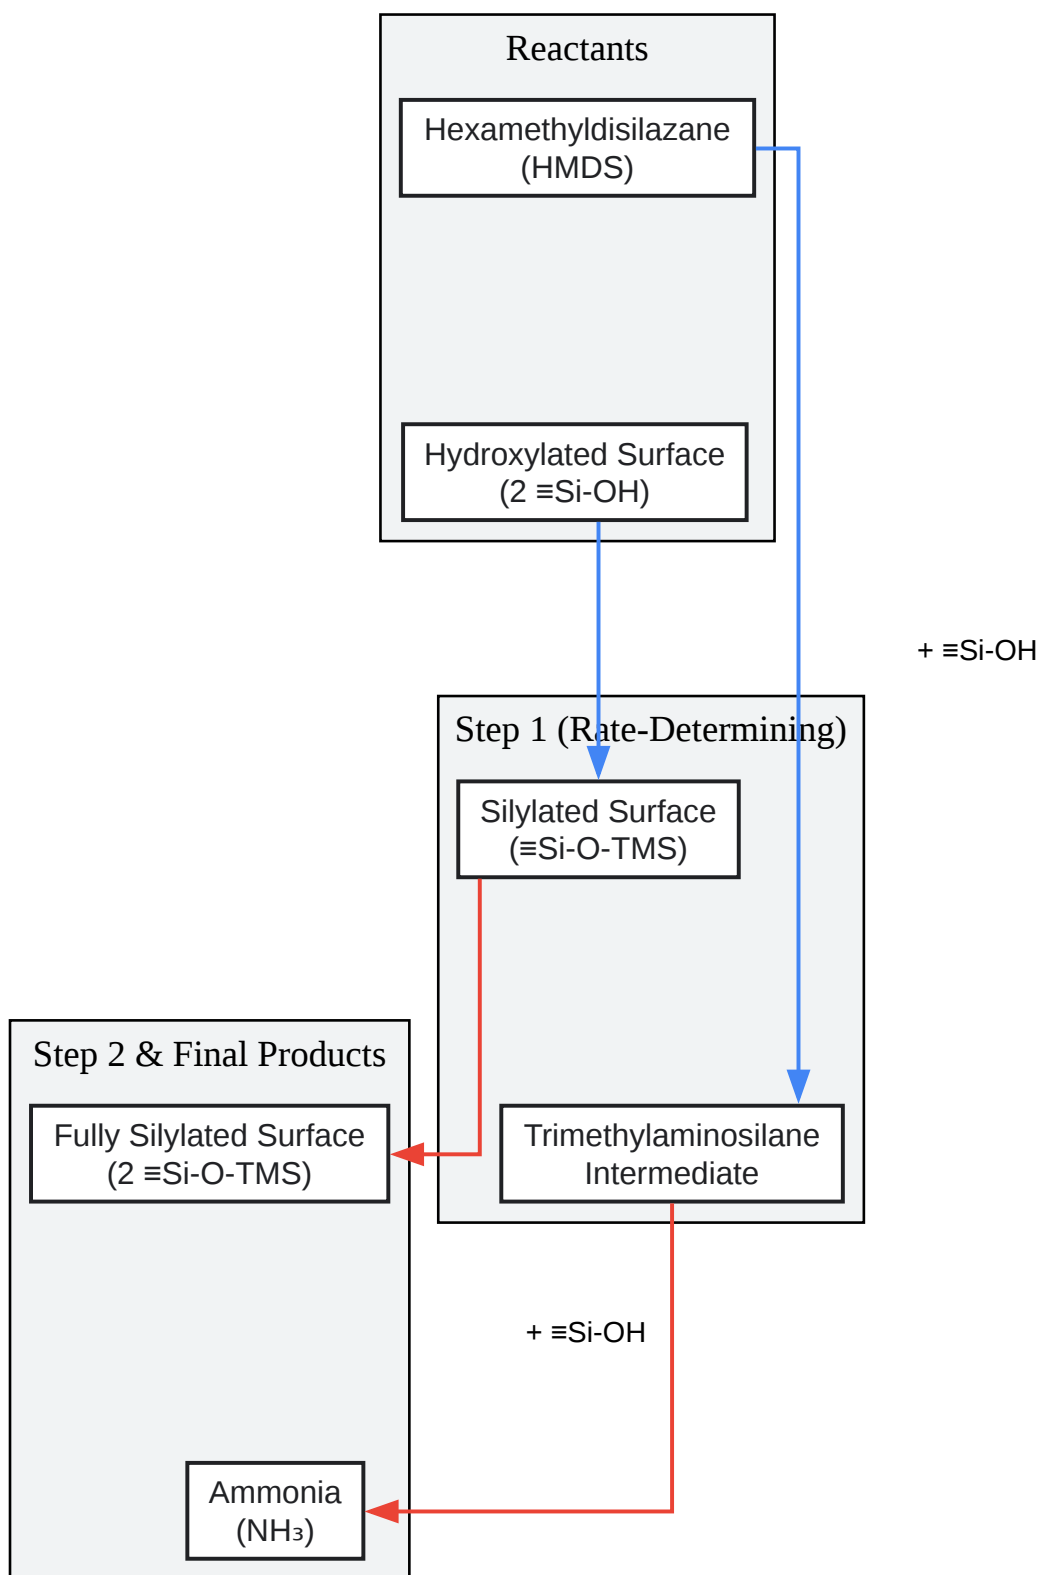 Reactants
Hexamethyldisilazane
(HMDS)
Hydroxylated Surface
(2 ≡Si-OH)
+ ≡Si-OH
Step 1 (Rate-Determining)
Silylated Surface
(≡Si-O-TMS)
Step 2 & Final Products
Fully Silylated Surface
(2 ≡Si-O-TMS)
Trimethylaminosilane
Intermediate
+ ≡Si-OH
Ammonia
(NH₃)